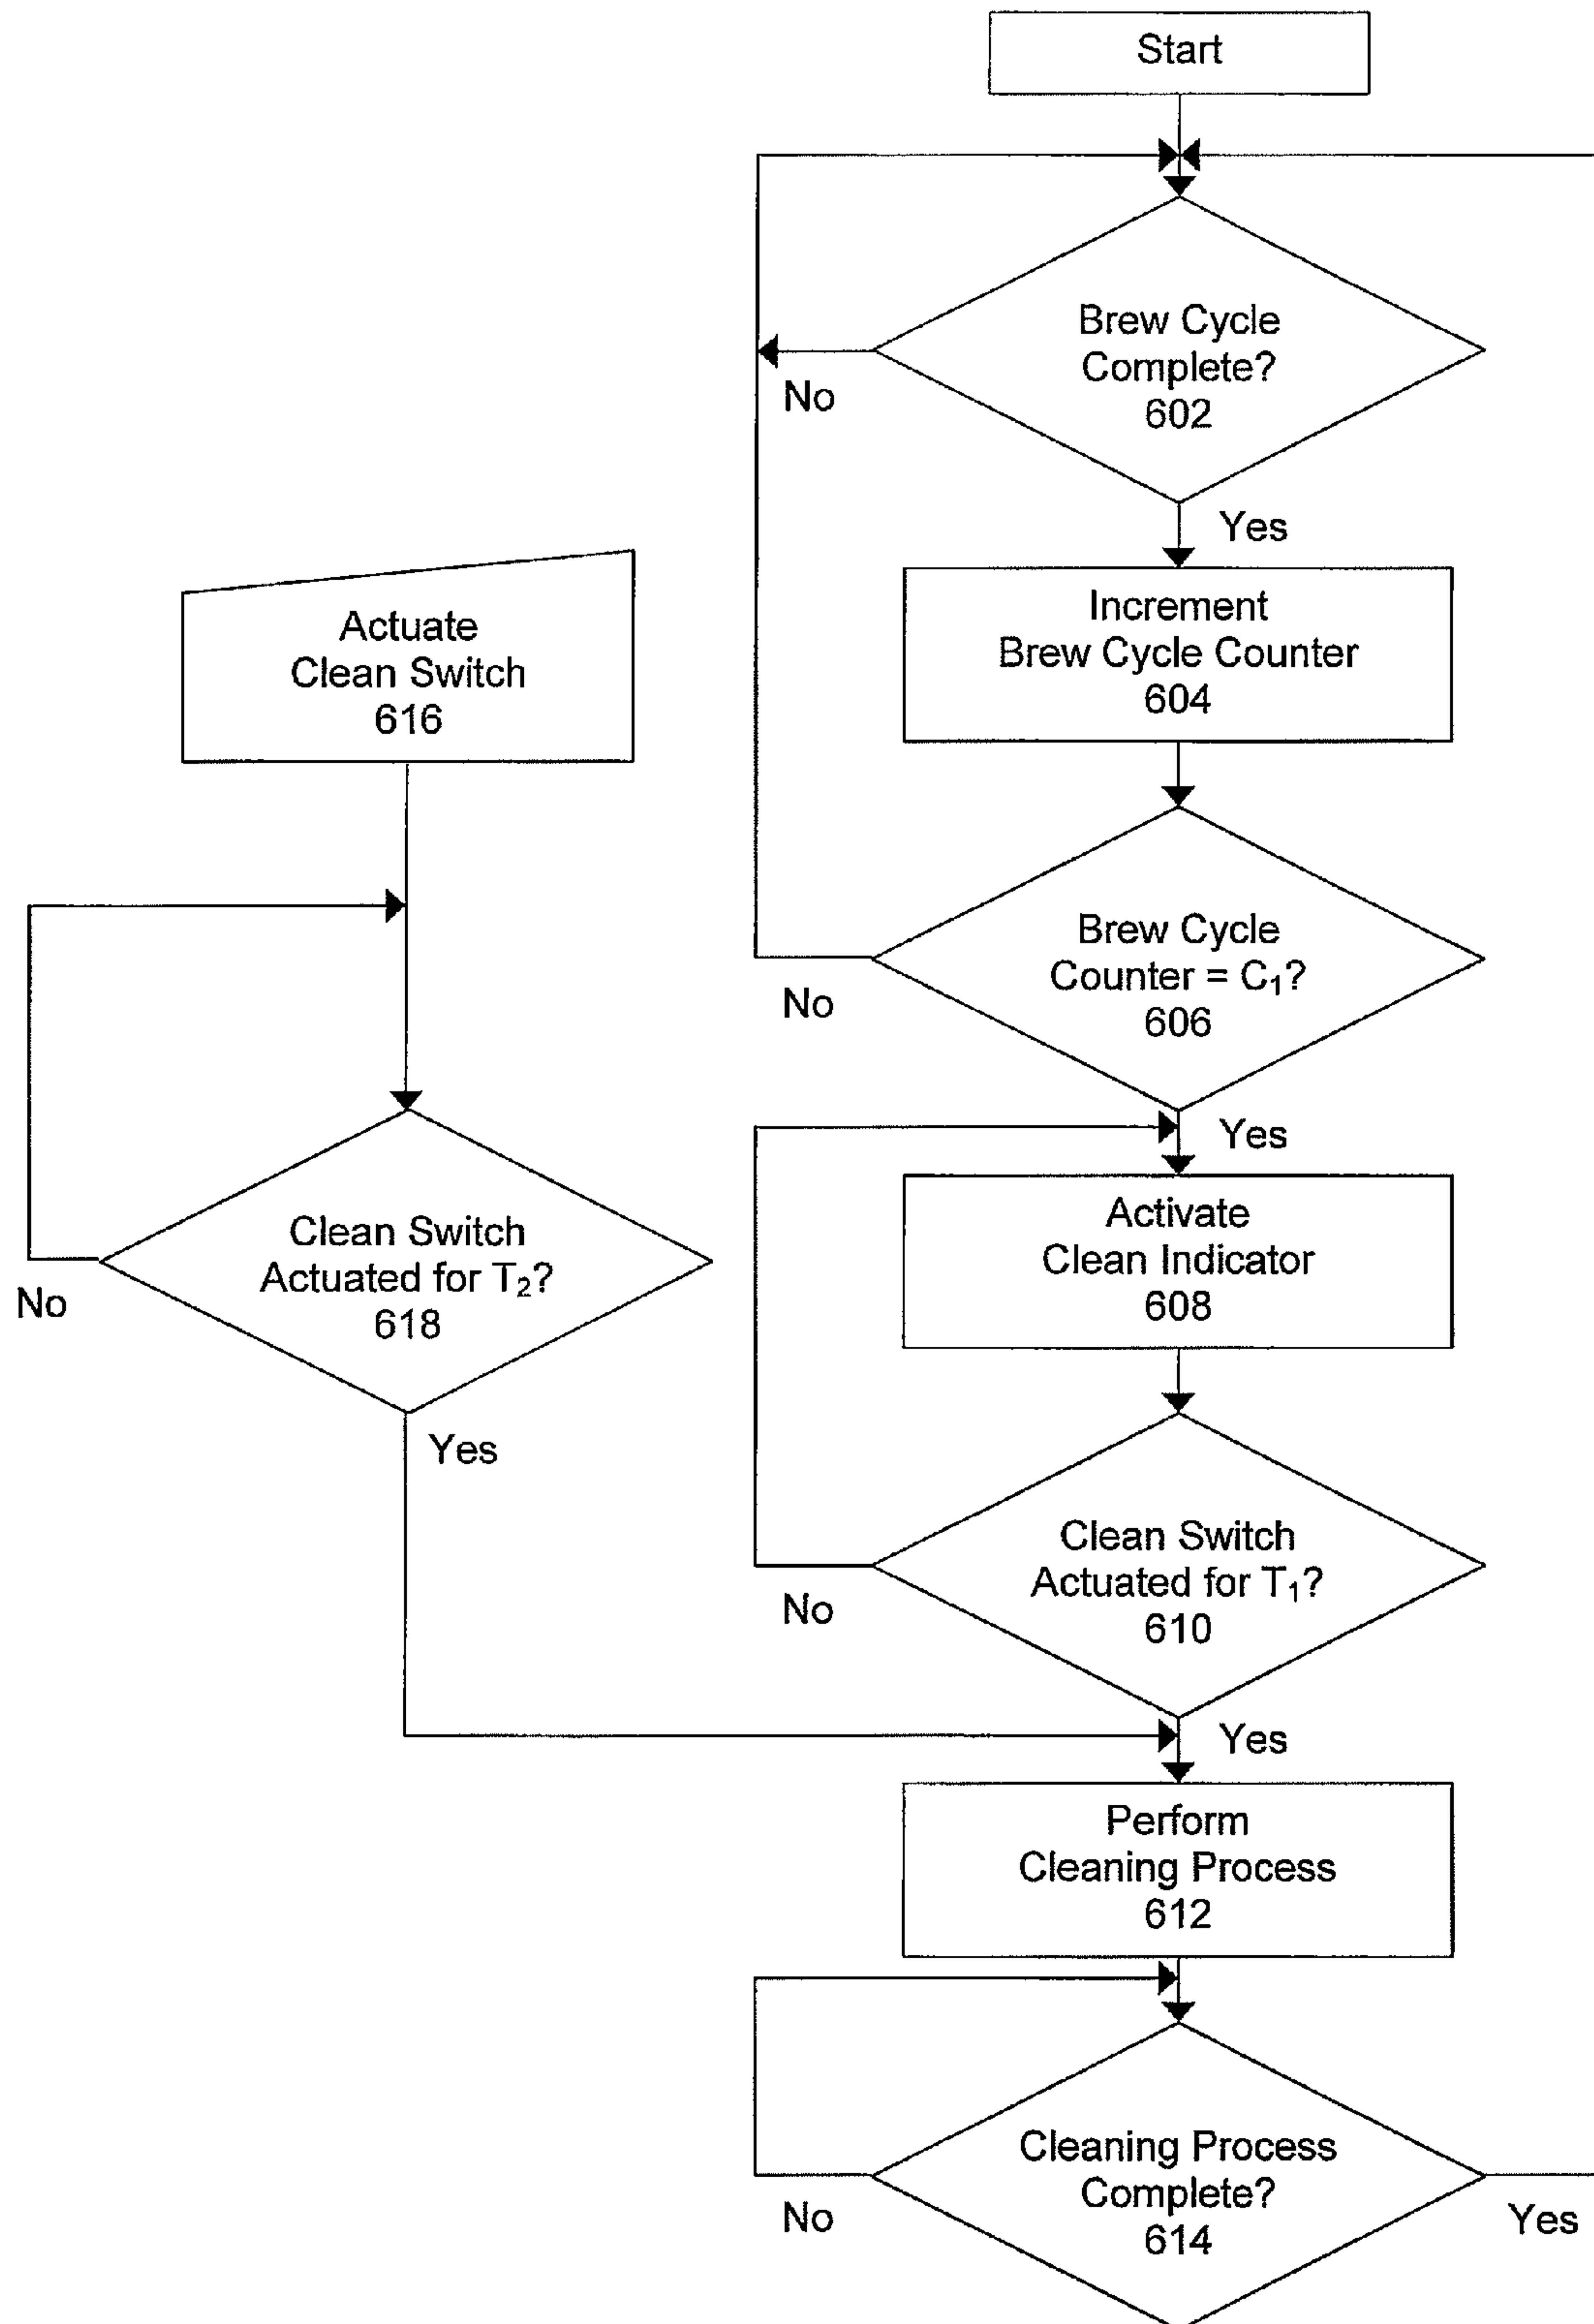 Start
Brew Cycle
Complete?
602
No
Yes
Increment
Brew Cycle Counter
604
Actuate
Clean Switch
616
Brew Cycle
Counter = C₁?
606
No
Yes
Clean Switch
Actuated for T₂?
618
No
Yes
Activate
Clean Indicator
608
Clean Switch
Actuated for T₁?
610
No
Yes
Perform
Cleaning Process
612
Cleaning Process
Complete?
614
No
Yes